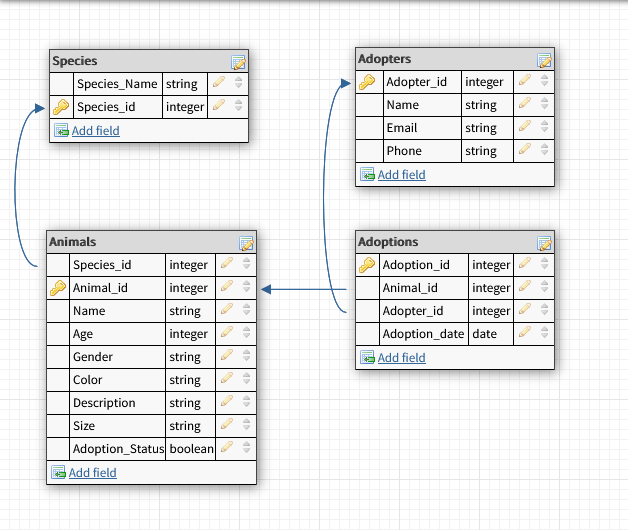 Species
Species_Name string
Species_id integer
Add field
Adopters
Adopter_id integer
Name string
Email string
Phone string
Add field
Animals
Species_id integer
Animal_id integer
Name string
Age integer
Gender string
Color string
Description string
Size string
Adoption_Status boolean
Add field
Adoptions
Adoption_id integer
Animal_id integer
Adopter_id integer
Adoption_date date
Add field